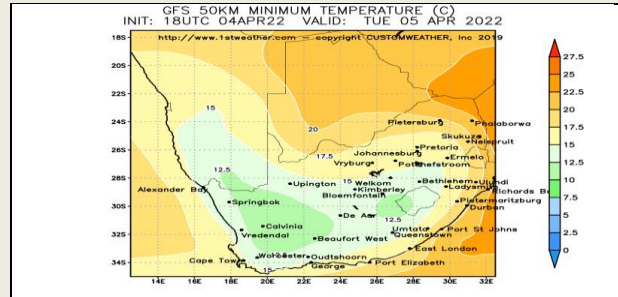 GFS 50KM MINIMUM TEMPERATURE (C)
INIT: 18UTC 04APR22 VALID: TUE 05 APR 2022
http://www.1stweather.com — copyright CUSTOMWEATHER, Inc 2019
18S
20S
22S
24S
26S
28S
30S
32S
34S
15
20
17.5
12.5
15
12.5
12.5
15
Pietersburg
Phalaborwa
Skukuza
Nelspruit
Pretoria
Johannesburg
Ermelo
Vryburg
Potchefstroom
Upington
Welkom
Bethlehem
Ulundi
Kimberley
Ladysmith
Bloemfontein
Richards B
Alexander Bay
Springbok
Pietermaritzburg
Durban
De Aar
Calvinia
Vredendal
Umtata
Port St Johns
Queenstown
Beaufort West
East London
Worcester
Oudtshoorn
Cape Town
George
Port Elizabeth
14E
16E
18E
20E
22E
24E
26E
28E
30E
32E
27.5
25
22.5
20
17.5
15
12.5
10
7.5
5
2.5
0